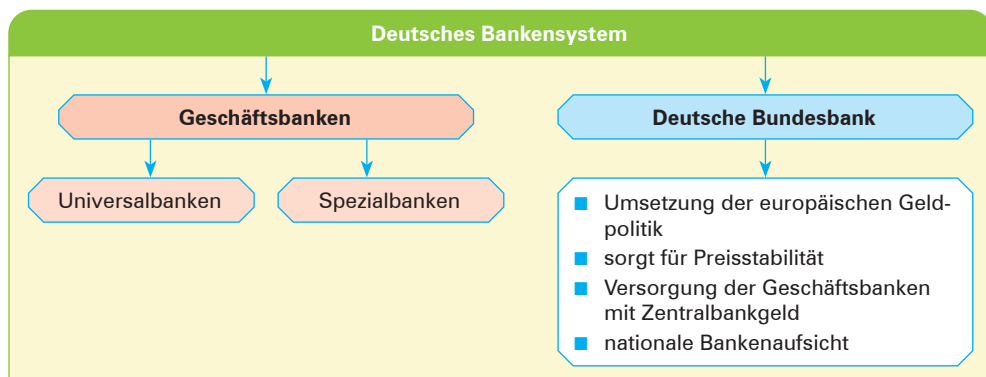 Deutsches Bankensystem
Geschäftsbanken
Universalbanken
Spezialbanken
Deutsche Bundesbank
Umsetzung der europäischen Geld-
politik
sorgt für Preisstabilität
Versorgung der Geschäftsbanken
mit Zentralbankgeld
nationale Bankenaufsicht